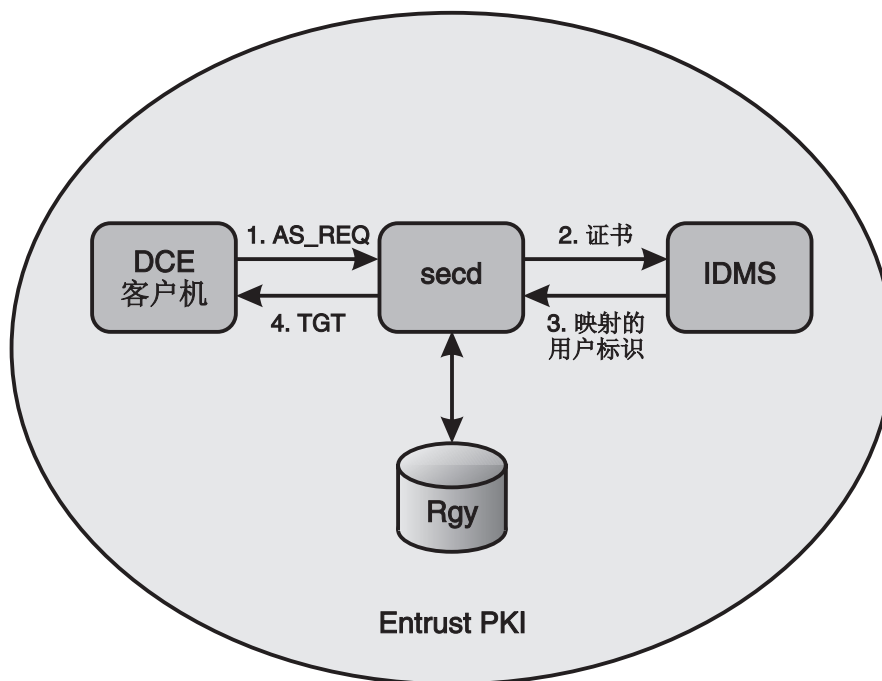 1. AS_REQ
2. 证书
DCE
客户机
secd
IDMS
4. TGT
3. 映射的
用户标识
Rgy
Entrust PKI